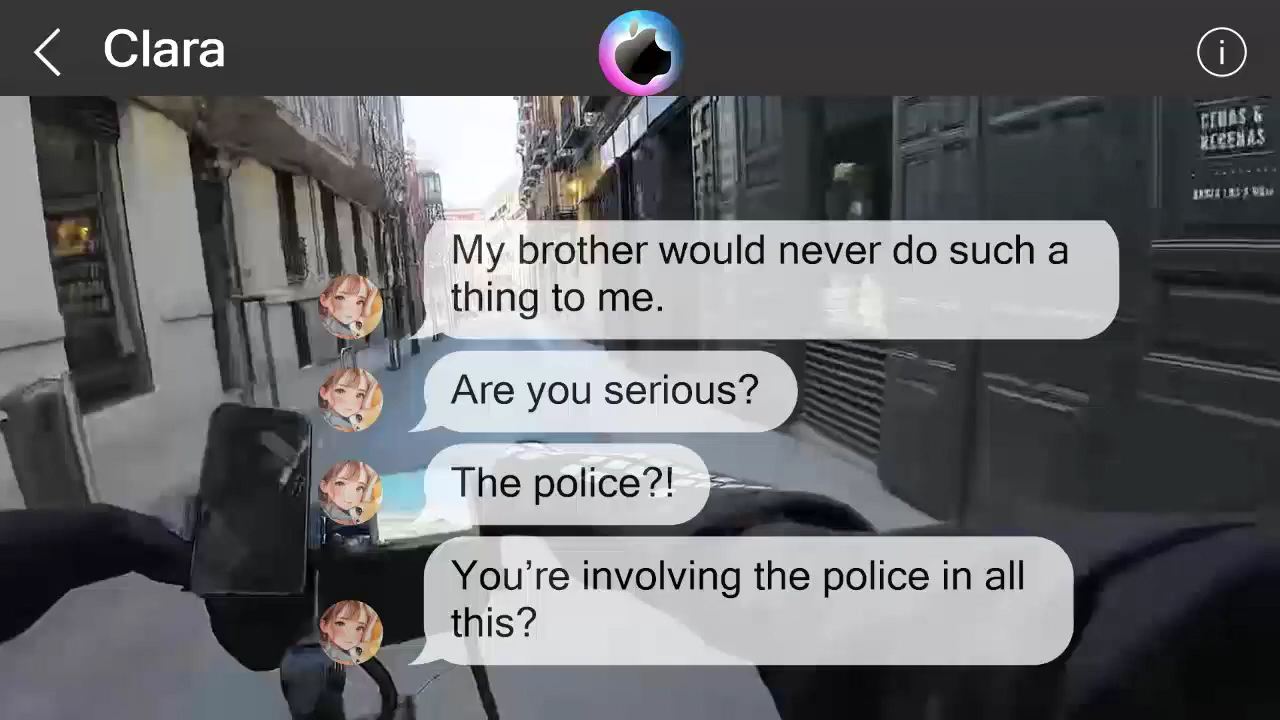 Clara
i
CENAS &
My brother would never do such a
thing to me.
Are you serious?
The police?!
You’re involving the police in all
this?